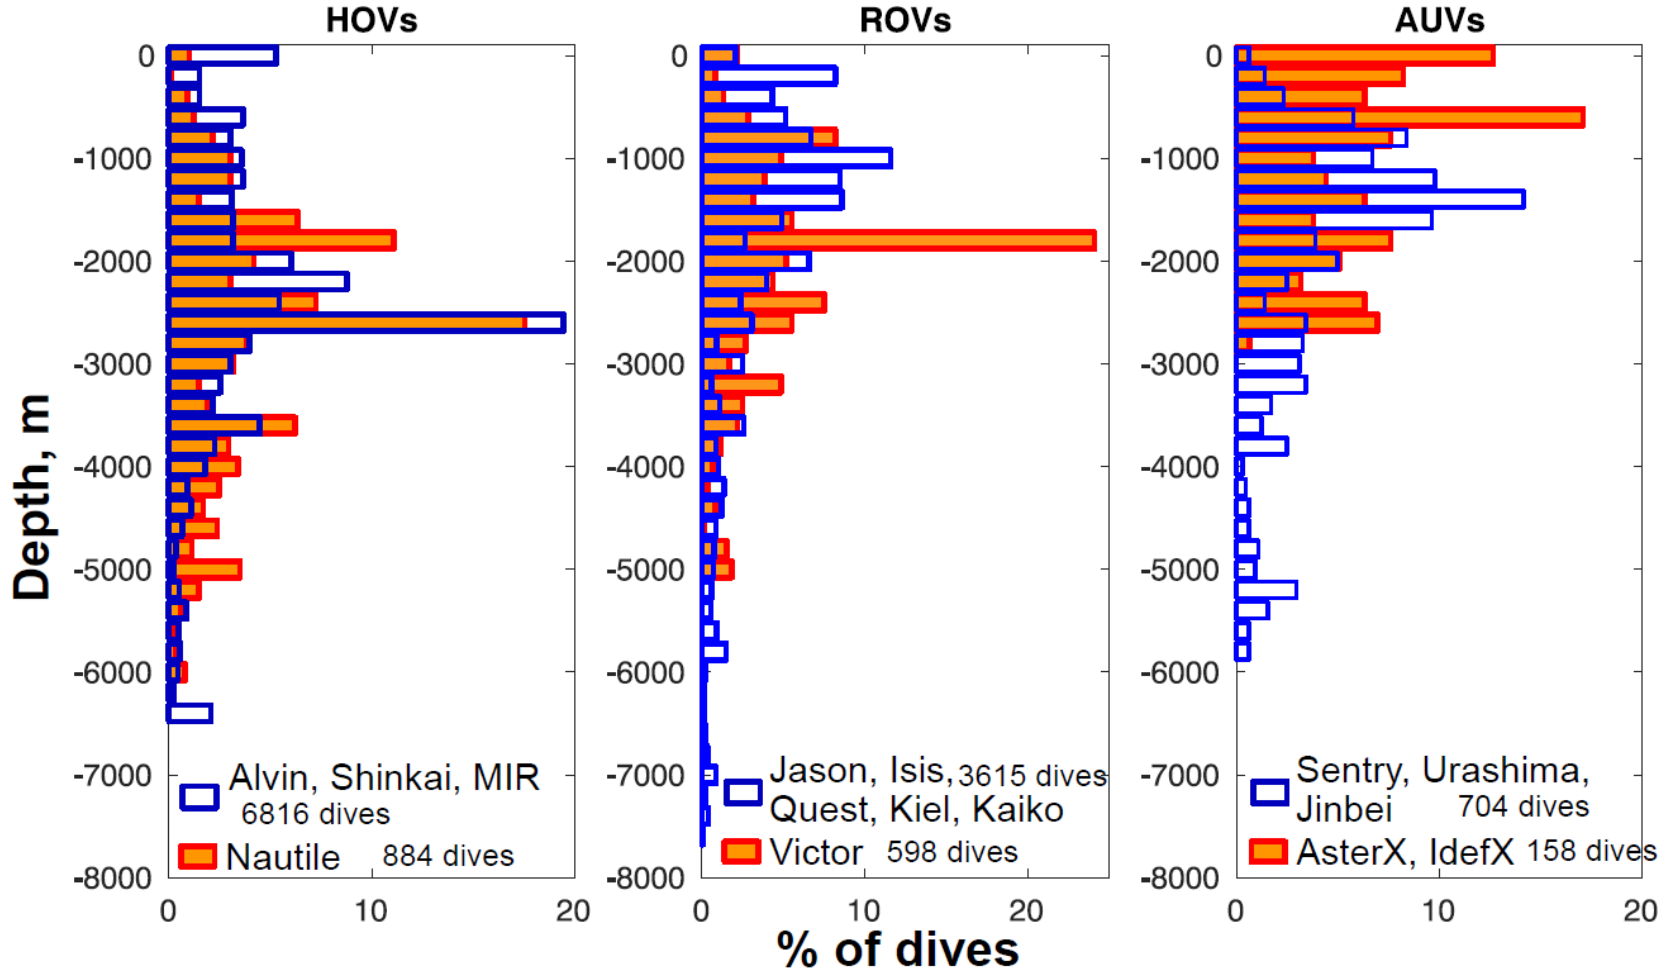 HOVs
ROVs
AUVs
0
-1000
-2000
-3000
-4000
-5000
-6000
-7000
-8000
0
10
20
Depth, m
Alvin, Shinkai, MIR
6816 dives
Nautile 884 dives
0
-1000
-2000
-3000
-4000
-5000
-6000
-7000
-8000
0
10
20
% of dives
Jason, Isis, 3615 dives
Quest, Kiel, Kaiko
Victor 598 dives
0
-1000
-2000
-3000
-4000
-5000
-6000
-7000
-8000
0
10
20
Sentry, Urashima,
Jinbei 704 dives
AsterX, IdefX 158 dives